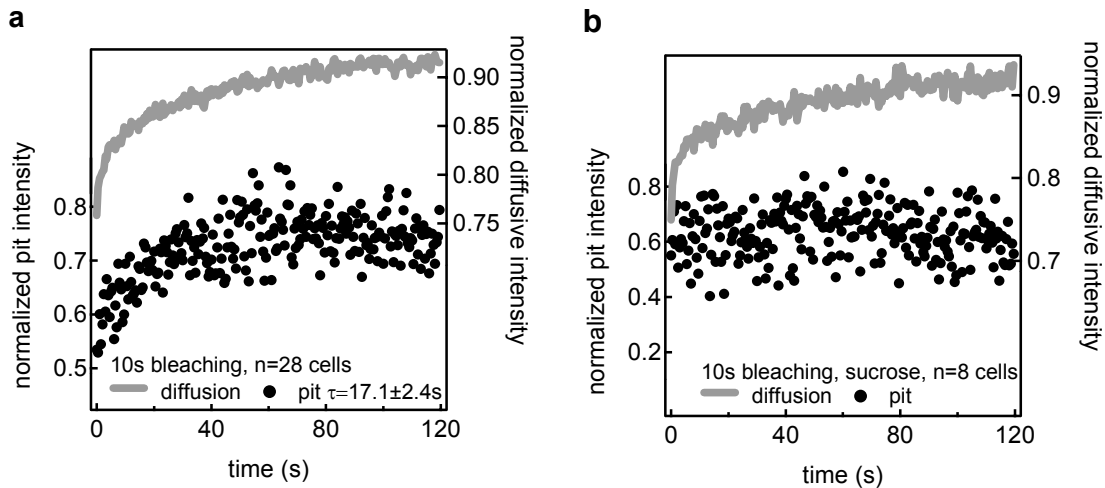 a
normalized pit intensity
0.8
0.7
0.6
0.5
0.90
0.85
0.80
0.75
normalized diffusive intensity
10s bleaching, n=28 cells
diffusion pit τ=17.1±2.4s
0 40 80 120
time (s)
b
normalized pit intensity
0.8
0.6
0.4
0.2
0.9
0.8
0.7
normalized diffusive intensity
10s bleaching, sucrose, n=8 cells
diffusion pit
0 40 80 120
time (s)